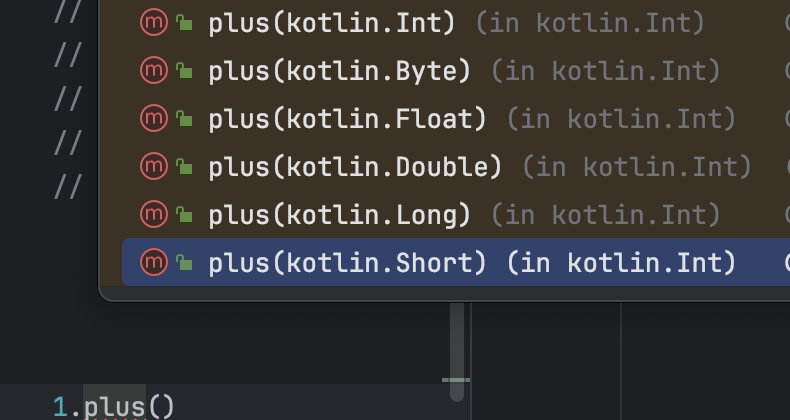 //
m plus(kotlin.Int) (in kotlin.Int)
// m plus(kotlin.Byte) (in kotlin.Int)
// m plus(kotlin.Float) (in kotlin.Int)
// m plus(kotlin.Double) (in kotlin.Int)
// m plus(kotlin.Long) (in kotlin.Int)
m plus(kotlin.Short) (in kotlin.Int)
1.plus()